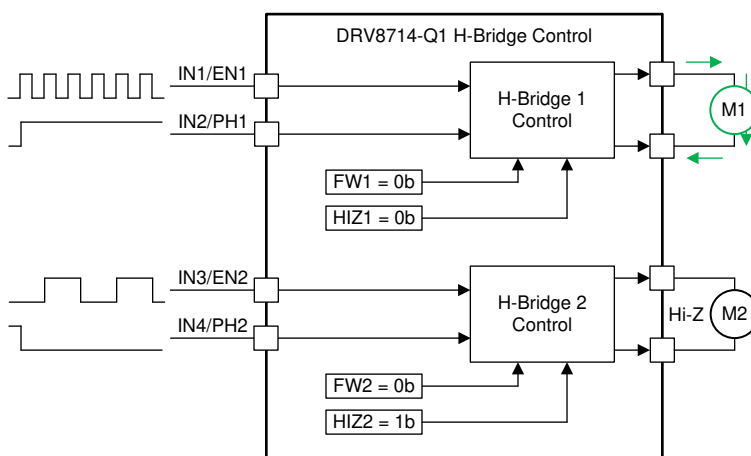 DRV8714-Q1 H-Bridge Control
IN1/EN1
IN2/PH1
H-Bridge 1
Control
M1
FW1 = 0b
HIZ1 = 0b
IN3/EN2
IN4/PH2
H-Bridge 2
Control
Hi-Z
M2
FW2 = 0b
HIZ2 = 1b